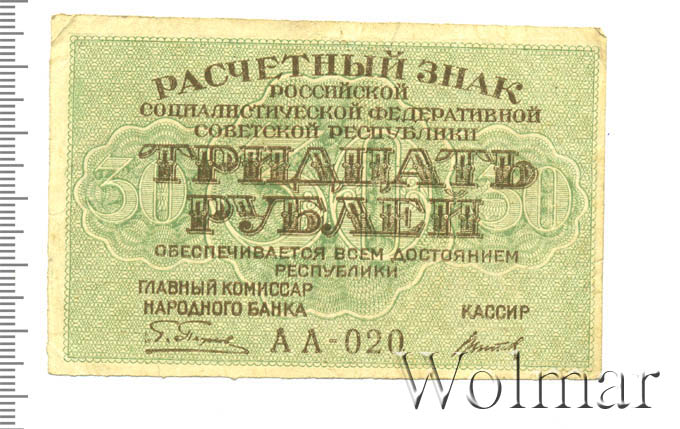 РАСЧЕТНЫЙ ЗНАК
РОССИЙСКОЙ
СОЦИАЛИСТИЧЕСКОЙ ФЕДЕРАТИВНОЙ
СОВЕТСКОЙ РЕСПУБЛИКИ
ТРИДЦАТЬ
30 30 30
РУБЛЕЙ
ОБЕСПЕЧИВАЕТСЯ ВСЕМ ДОСТОЯНИЕМ
РЕСПУБЛИКИ
ГЛАВНЫЙ КОМИССАР
НАРОДНОГО БАНКА
КАССИР
АА-020
Wolmar